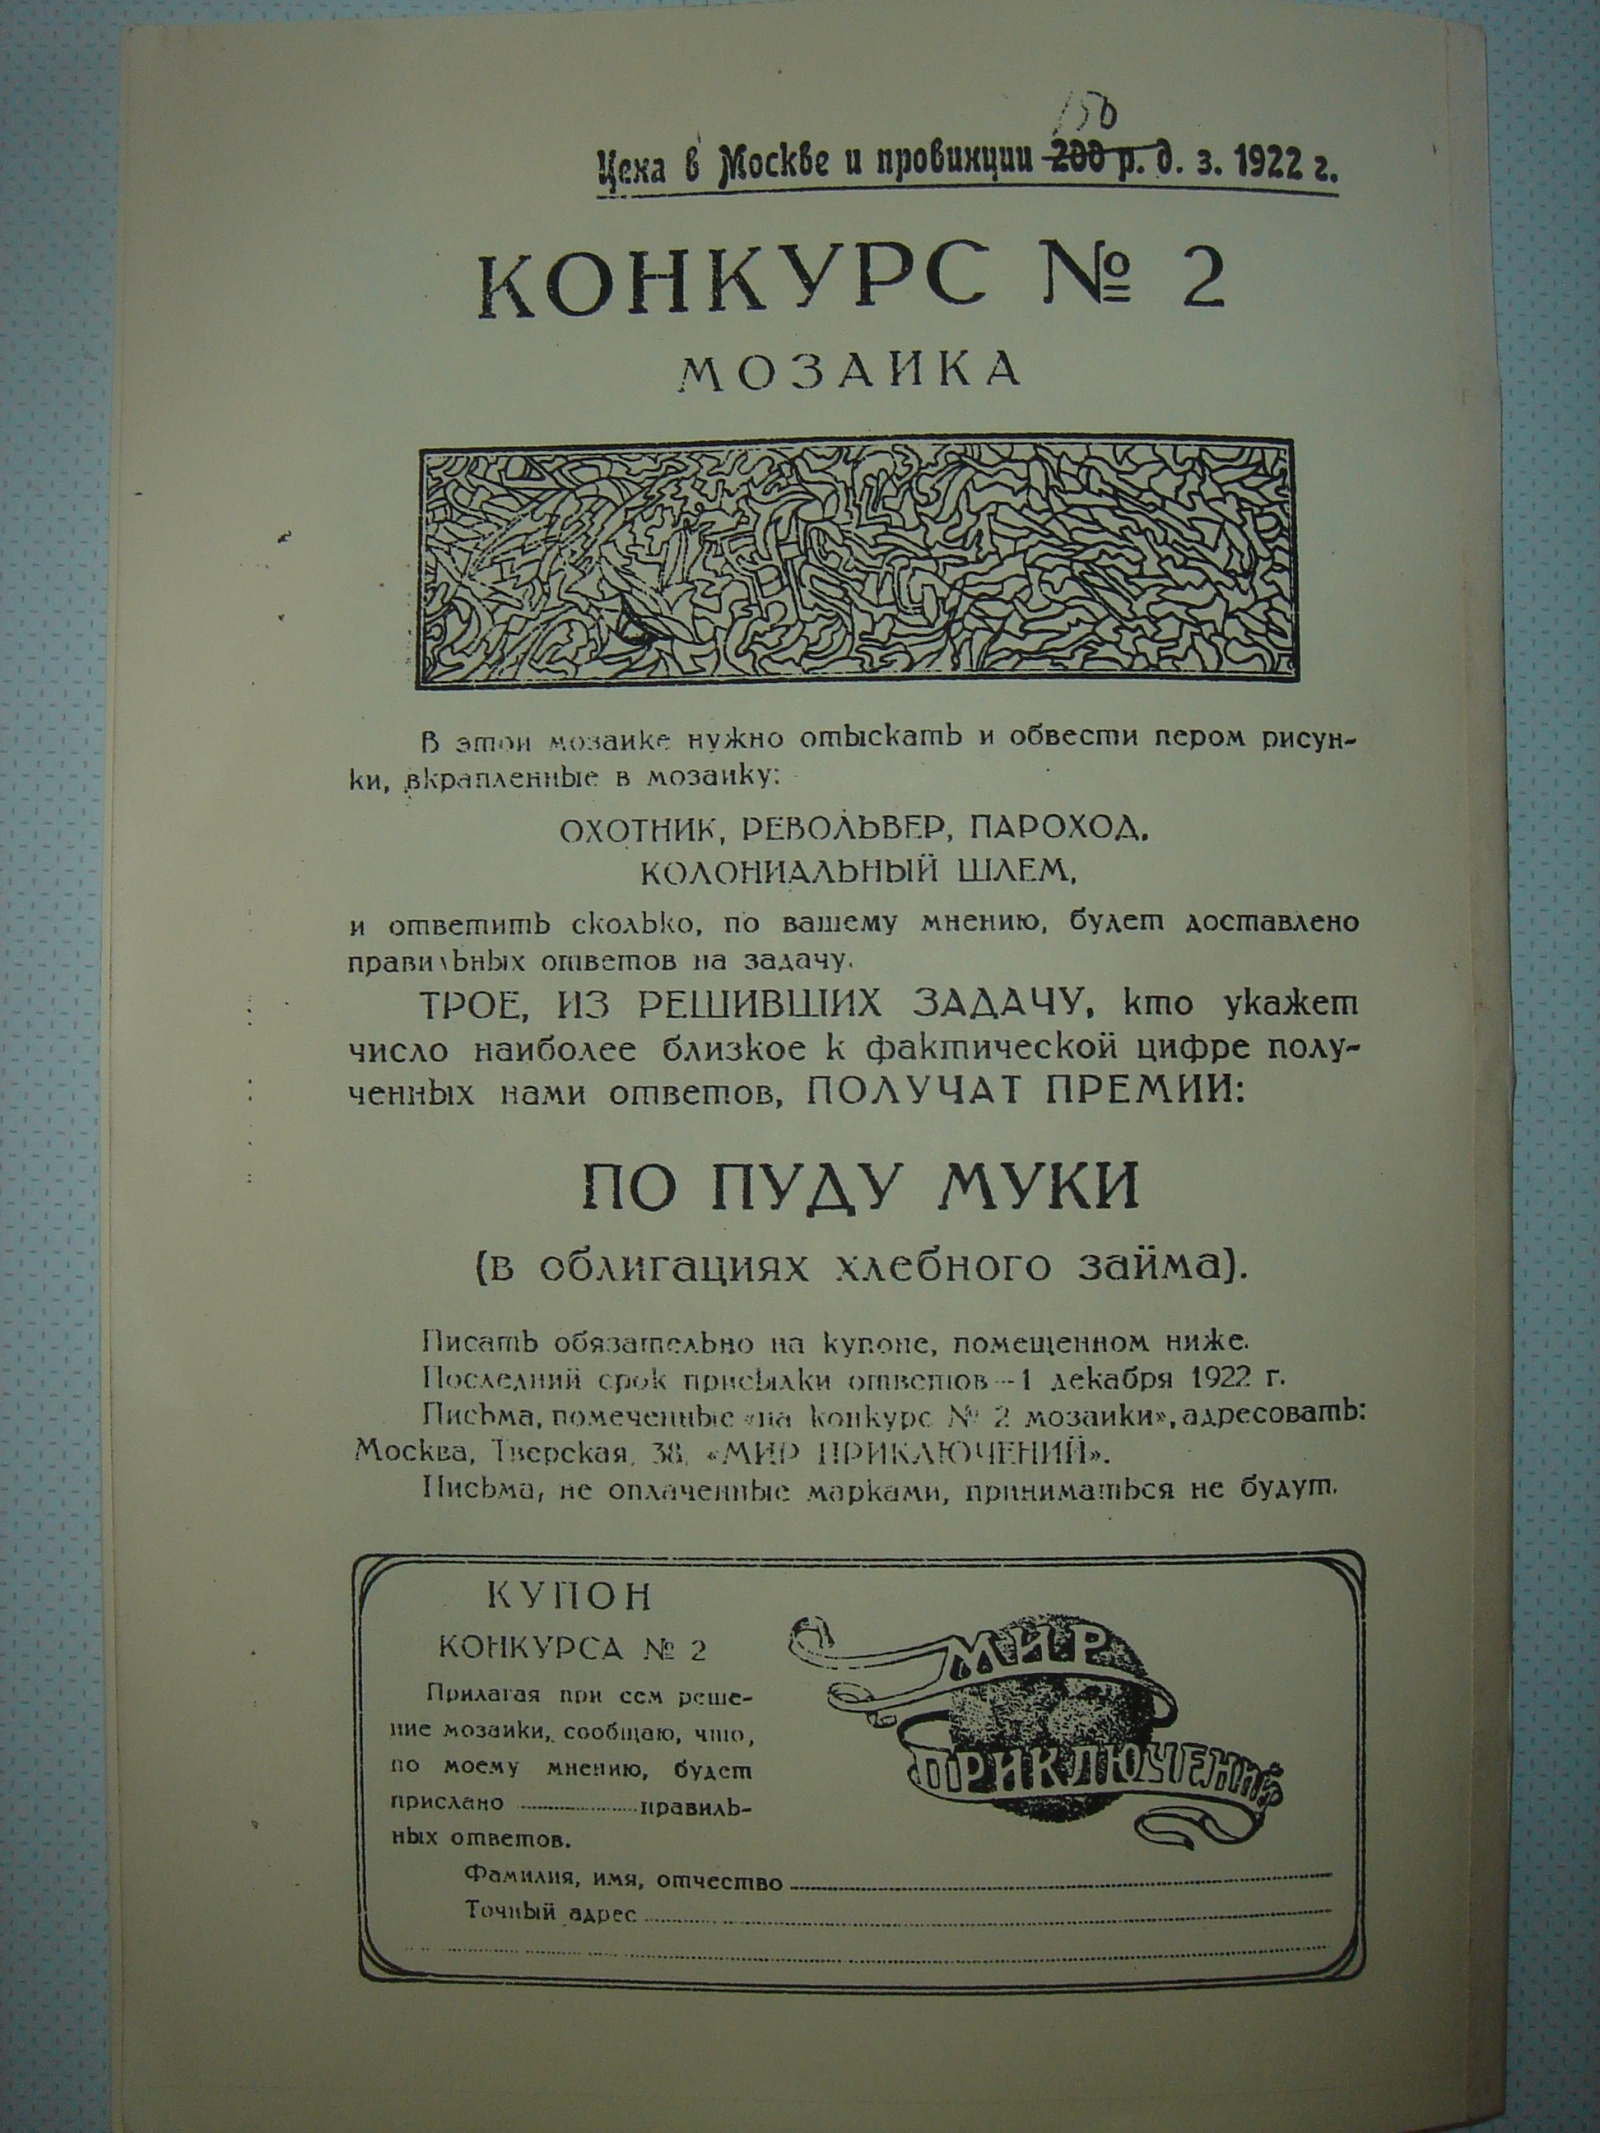 150
Цена в Москве и провинции 200 р. д. з. 1922 г.
КОНКУРС № 2
МОЗАИКА
В этой мозаике нужно отыскать и обвести пером рисун-
ки, вкрапленные в мозаику:
ОХОТНИК, РЕВОЛЬВЕР, ПАРОХОД,
КОЛОНИАЛЬНЫЙ ШЛЕМ,
и ответить сколько, по вашему мнению, будет доставлено
правильных ответов на задачу.
ТРОЕ, ИЗ РЕШИВШИХ ЗАДАЧУ, кто укажет
число наиболее близкое к фактической цифре полу-
ченных нами ответов, ПОЛУЧАТ ПРЕМИИ:
ПО ПУДУ МУКИ
(в облигациях хлебного займа).
Писать обязательно на купоне, помещенном ниже.
Последний срок присылки ответов—1 декабря 1922 г.
Письма, помеченные «на конкурс № 2 мозаики», адресовать:
Москва, Тверская, 38, «МИР ПРИКЛЮЧЕНИЙ».
Письма, не оплаченные марками, приниматься не будут.
КУПОН
КОНКУРСА № 2
Прилагая при сем реше-
ние мозаики, сообщаю, что,
по моему мнению, будет
прислано ........ правиль-
ных ответов.
МИР
ПРИКЛЮЧЕНИЙ
Фамилия, имя, отчество
Точный адрес